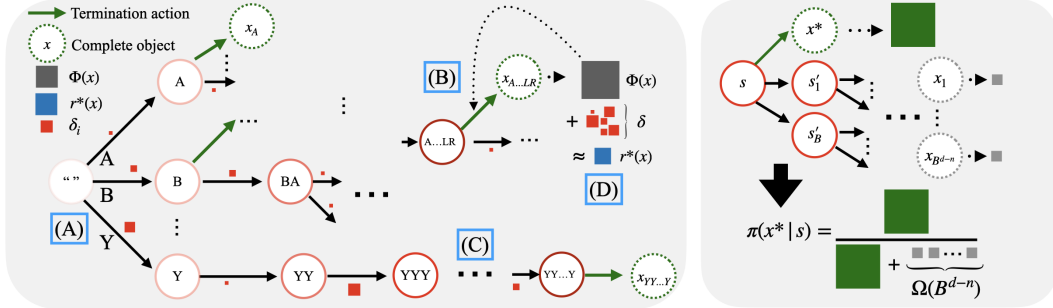 Termination action
x Complete object
Φ(x)
r*(x)
δᵢ
x_A
A
A
“ ”
B
B
BA
(A)
Y
Y
YY
YYY
(C)
YY...Y
x_{YY...Y}
(B)
x_{A...LR}
A...LR
Φ(x)
+ } δ
≈ r*(x)
(D)
x*
s
s′_1
s′_B
x_1
x_{B^{d-n}}
π(x*|s) =
+
Ω(B^{d-n})